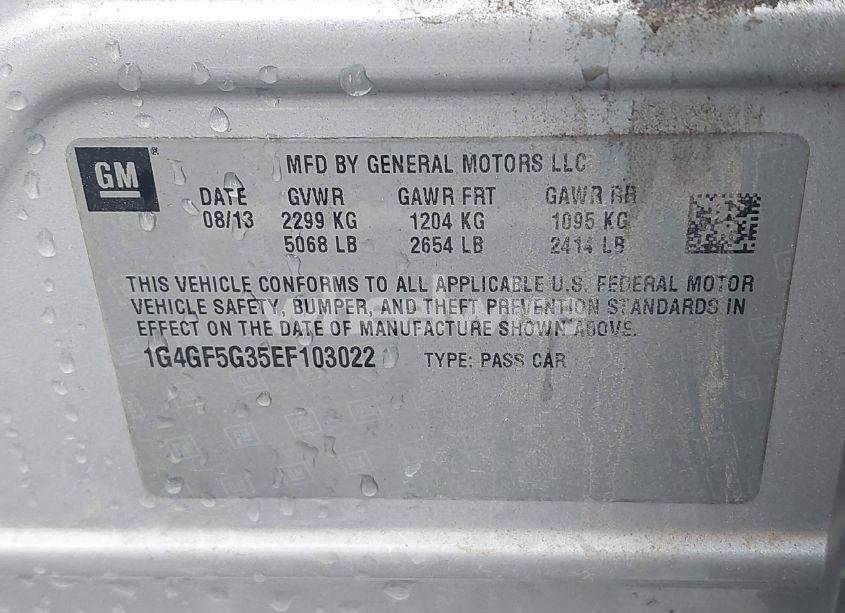 GM ® MFD BY GENERAL MOTORS LLC
DATE GVWR GAWR FRT GAWR RR
08/13 2299 KG 1204 KG 1095 KG
5068 LB 2654 LB 2414 LB
THIS VEHICLE CONFORMS TO ALL APPLICABLE U.S. FEDERAL MOTOR
VEHICLE SAFETY, BUMPER, AND THEFT PREVENTION STANDARDS IN
EFFECT ON THE DATE OF MANUFACTURE SHOWN ABOVE.
1G4GF5G35EF103022 TYPE: PASS CAR